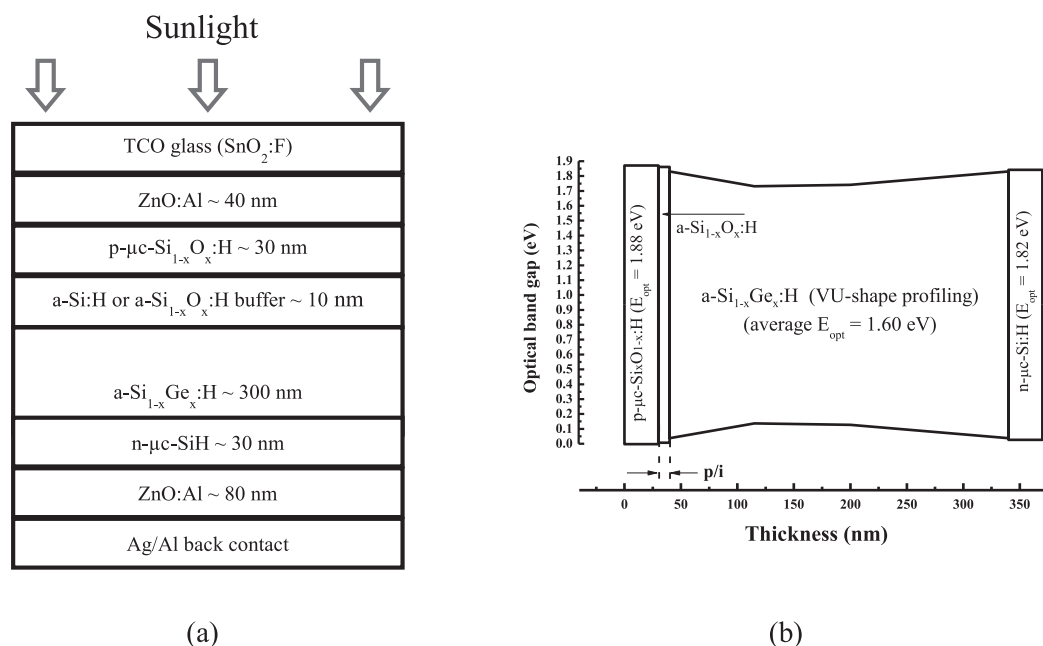 Sunlight
TCO glass (SnO₂:F)
ZnO:Al ~ 40 nm
p-μc-Si₁₋ₓOₓ:H ~ 30 nm
a-Si:H or a-Si₁₋ₓOₓ:H buffer ~ 10 nm
a-Si₁₋ₓGeₓ:H ~ 300 nm
n-μc-SiH ~ 30 nm
ZnO:Al ~ 80 nm
Ag/Al back contact
(a)
Optical band gap (eV)
1.9
1.8
1.7
1.6
1.5
1.4
1.3
1.2
1.1
1.0
0.9
0.8
0.7
0.6
0.5
0.4
0.3
0.2
0.1
0.0
p-μc-SiₓO₁₋ₓ:H (E_opt = 1.88 eV)
a-Si₁₋ₓOₓ:H
a-Si₁₋ₓGeₓ:H (VU-shape profiling)
(average E_opt = 1.60 eV)
n-μc-Si:H (E_opt = 1.82 eV)
p/i
0 50 100 150 200 250 300 350
Thickness (nm)
(b)